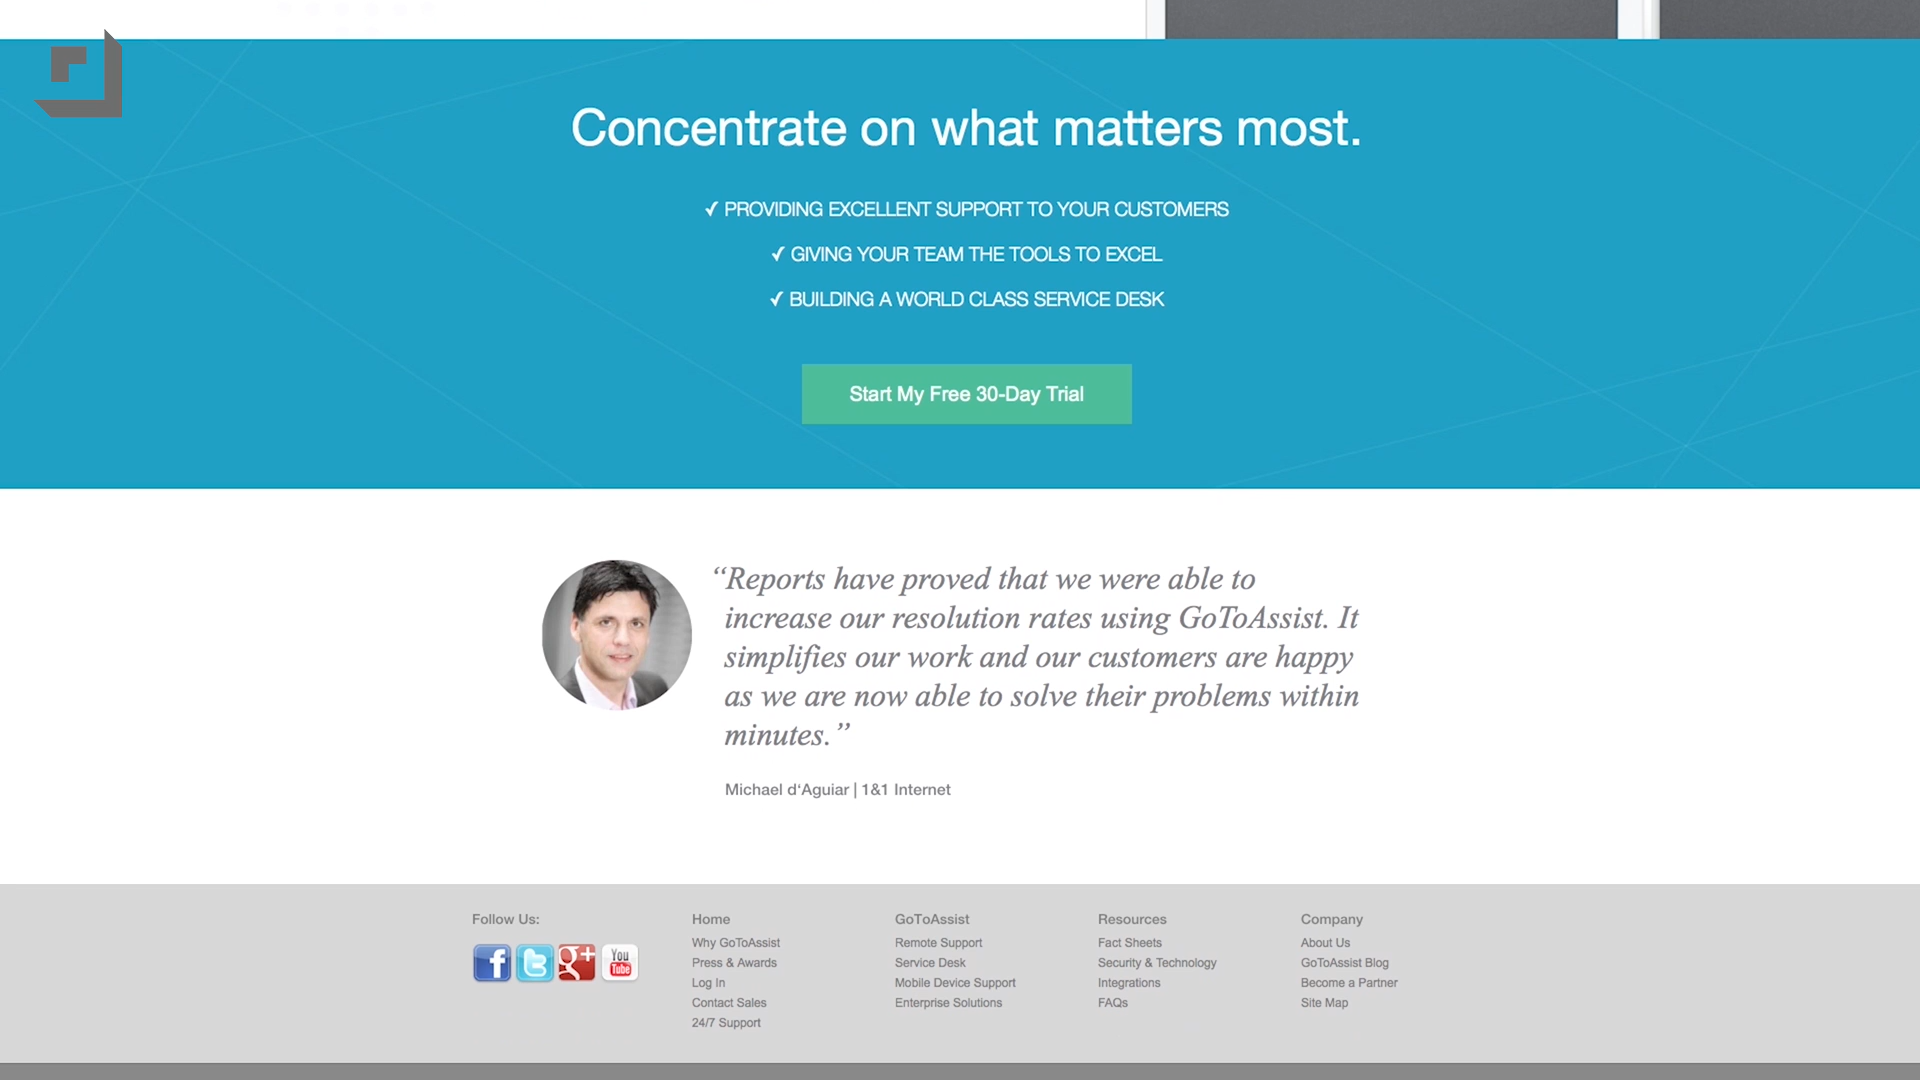 Concentrate on what matters most.
✓ PROVIDING EXCELLENT SUPPORT TO YOUR CUSTOMERS
✓ GIVING YOUR TEAM THE TOOLS TO EXCEL
✓ BUILDING A WORLD CLASS SERVICE DESK
Start My Free 30-Day Trial
“Reports have proved that we were able to
increase our resolution rates using GoToAssist. It
simplifies our work and our customers are happy
as we are now able to solve their problems within
minutes.”
Michael d‘Aguiar | 1&1 Internet
Follow Us:
f
t
g+
You
Tube
Home
Why GoToAssist
Press & Awards
Log In
Contact Sales
24/7 Support
GoToAssist
Remote Support
Service Desk
Mobile Device Support
Enterprise Solutions
Resources
Fact Sheets
Security & Technology
Integrations
FAQs
Company
About Us
GoToAssist Blog
Become a Partner
Site Map